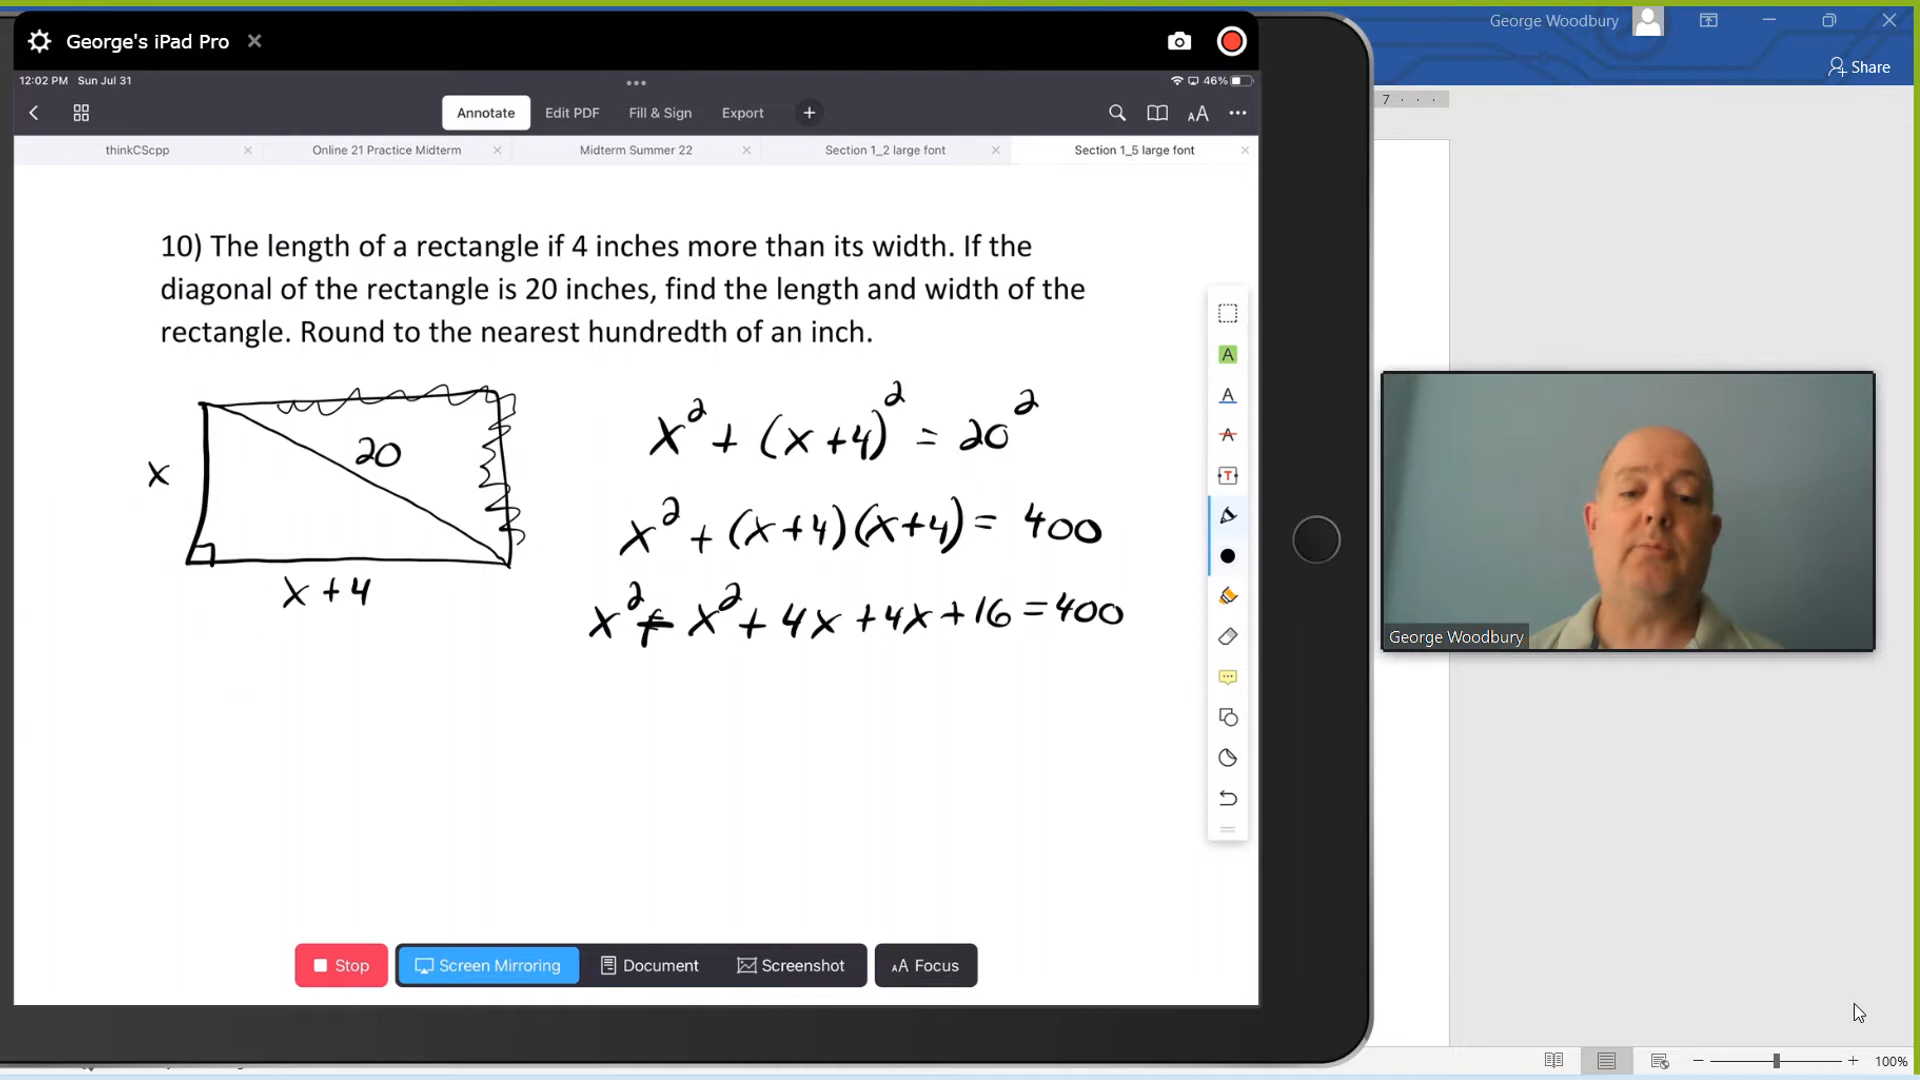 George Woodbury
George's iPad Pro
Share
12:02 PM Sun Jul 31
46%
7
Annotate
Edit PDF
Fill & Sign
Export
thinkCScpp
Online 21 Practice Midterm
Midterm Summer 22
Section 1_2 large font
Section 1_5 large font
10) The length of a rectangle if 4 inches more than its width. If the
diagonal of the rectangle is 20 inches, find the length and width of the
rectangle. Round to the nearest hundredth of an inch.
x
20
x + 4
x² + (x+4)² = 20²
x² + (x+4)(x+4) = 400
x² + x² + 4x + 4x + 16 = 400
George Woodbury
Stop
Screen Mirroring
Document
Screenshot
AA Focus
100%